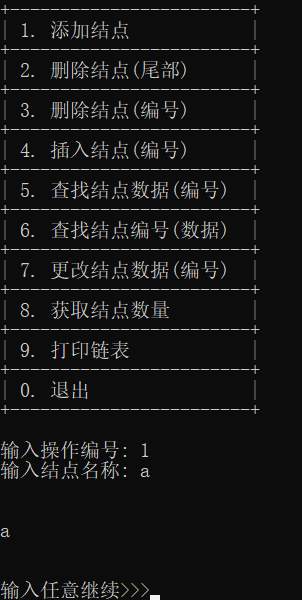 +------------------------+
| 1. 添加结点            |
+------------------------+
| 2. 删除结点(尾部)      |
+------------------------+
| 3. 删除结点(编号)      |
+------------------------+
| 4. 插入结点(编号)      |
+------------------------+
| 5. 查找结点数据(编号)  |
+------------------------+
| 6. 查找结点编号(数据)  |
+------------------------+
| 7. 更改结点数据(编号)  |
+------------------------+
| 8. 获取结点数量        |
+------------------------+
| 9. 打印链表            |
+------------------------+
| 0. 退出                |
+------------------------+
输入操作编号: 1
输入结点名称: a
a
输入任意继续>>>